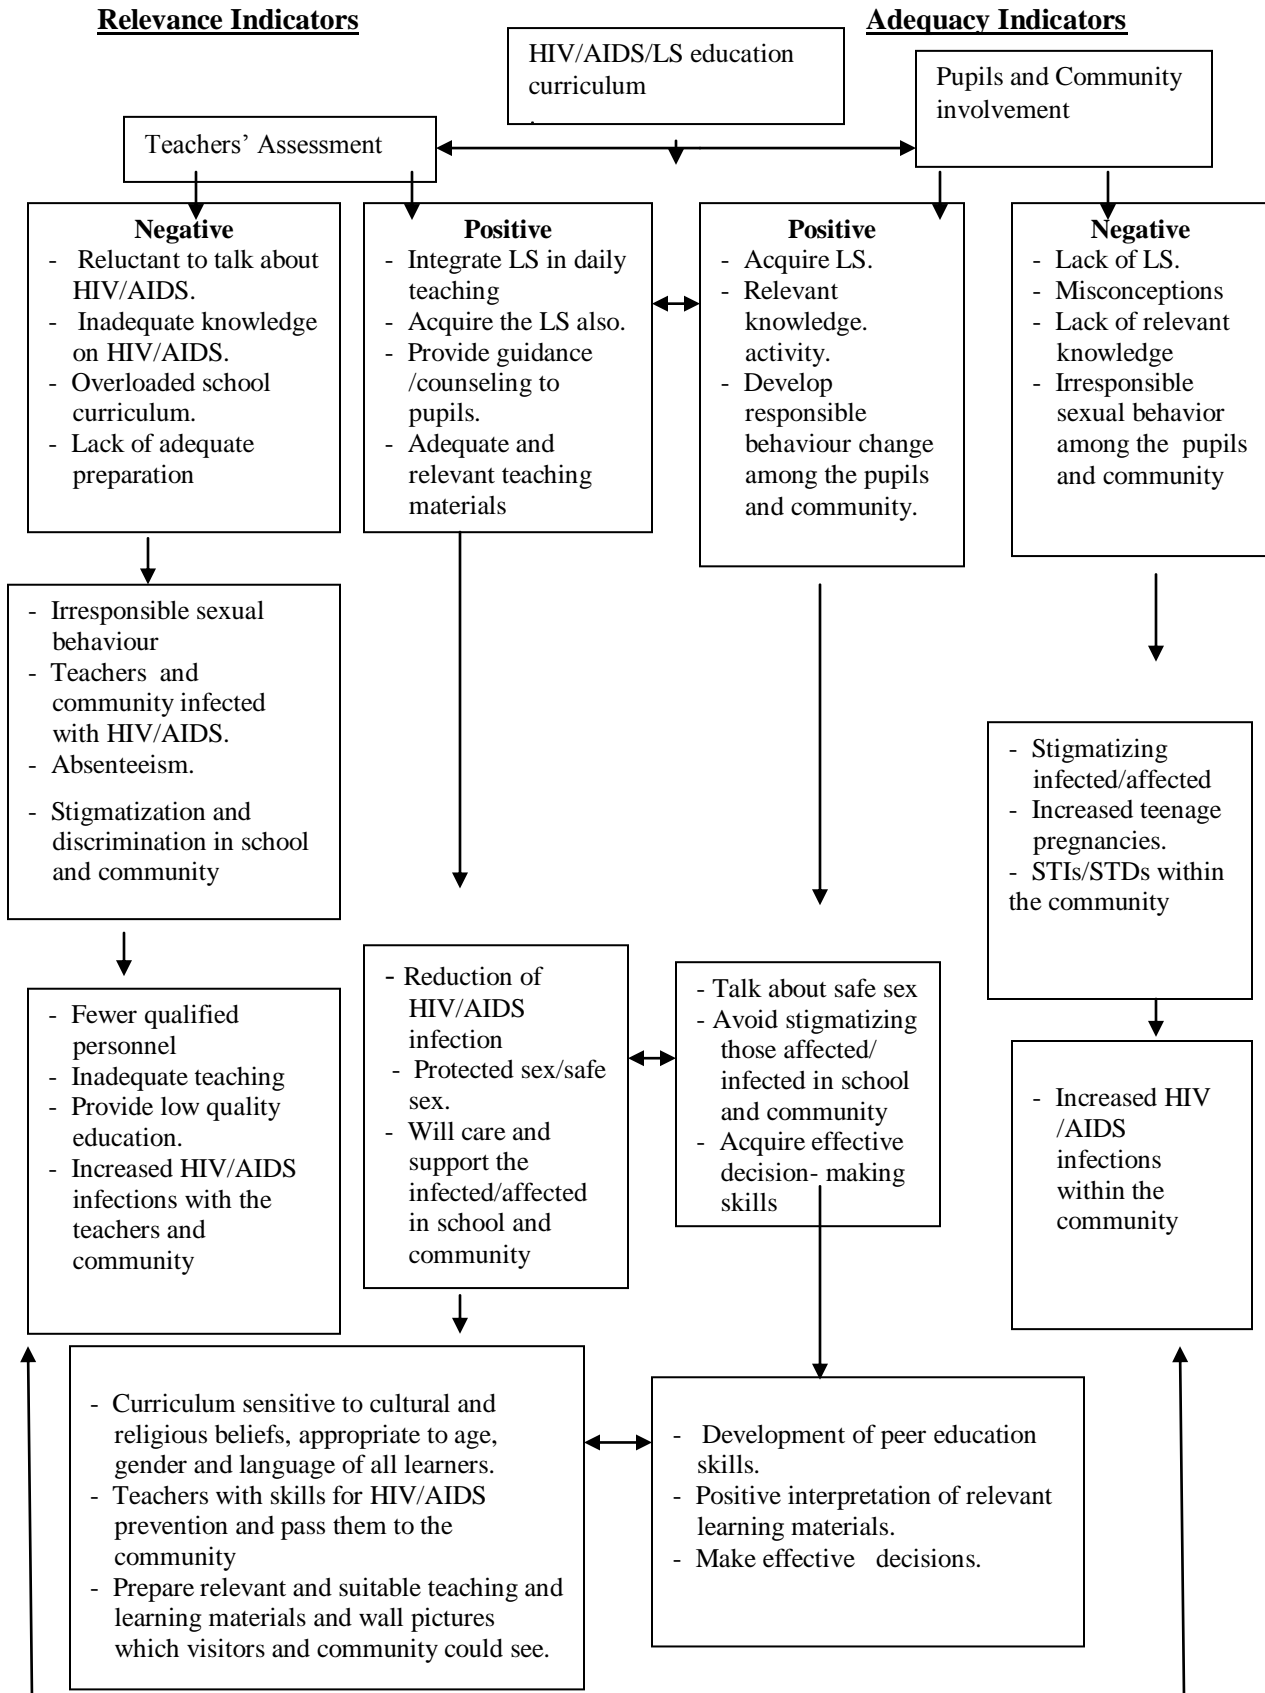 Relevance Indicators
Adequacy Indicators
HIV/AIDS/LS education
curriculum
.
Pupils and Community
involvement
Teachers’ Assessment
Negative
- Reluctant to talk about
HIV/AIDS.
- Inadequate knowledge
on HIV/AIDS.
- Overloaded school
curriculum.
- Lack of adequate
preparation
Positive
- Integrate LS in daily
teaching
- Acquire the LS also.
- Provide guidance
/counseling to
pupils.
- Adequate and
relevant teaching
materials
Positive
- Acquire LS.
- Relevant
knowledge.
activity.
- Develop
responsible
behaviour change
among the pupils
and community.
Negative
- Lack of LS.
- Misconceptions
- Lack of relevant
knowledge
- Irresponsible
sexual behavior
among the pupils
and community
- Irresponsible sexual
behaviour
- Teachers and
community infected
with HIV/AIDS.
- Absenteeism.
- Stigmatization and
discrimination in school
and community
- Stigmatizing
infected/affected
- Increased teenage
pregnancies.
- STIs/STDs within
the community
- Fewer qualified
personnel
- Inadequate teaching
- Provide low quality
education.
- Increased HIV/AIDS
infections with the
teachers and
community
- Reduction of
HIV/AIDS
infection
- Protected sex/safe
sex.
- Will care and
support the
infected/affected
in school and
community
- Talk about safe sex
- Avoid stigmatizing
those affected/
infected in school
and community
- Acquire effective
decision- making
skills
- Increased HIV
/AIDS
infections
within the
community
- Curriculum sensitive to cultural and
religious beliefs, appropriate to age,
gender and language of all learners.
- Teachers with skills for HIV/AIDS
prevention and pass them to the
community
- Prepare relevant and suitable teaching and
learning materials and wall pictures
which visitors and community could see.
- Development of peer education
skills.
- Positive interpretation of relevant
learning materials.
- Make effective decisions.